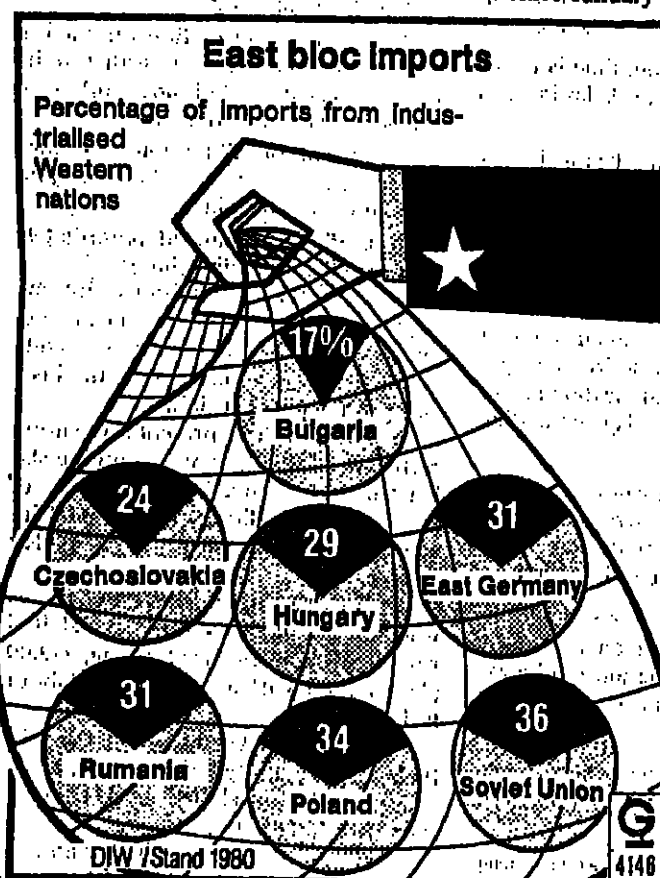 East bloc imports
Percentage of imports from indus-
trialised
Western
nations
17%
Bulgaria
24
Czechoslovakia
29
Hungary
31
East Germany
31
Rumania
34
Poland
36
Soviet Union
DIW /Stand 1980
4146